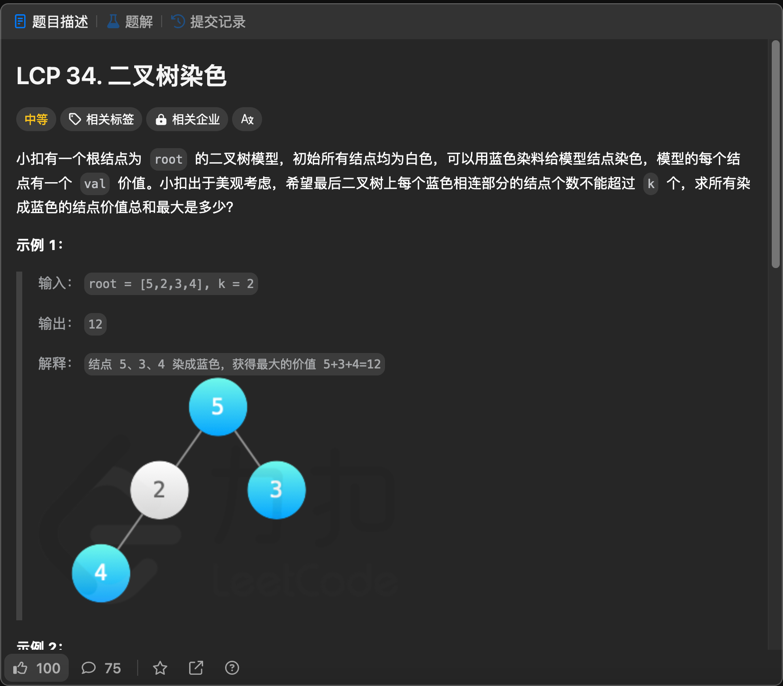 题目描述 题解 提交记录
LCP 34. 二叉树染色
中等 相关标签 相关企业 A文
小扣有一个根结点为 root 的二叉树模型，初始所有结点均为白色，可以用蓝色染料给模型结点染色，模型的每个结
点有一个 val 价值。小扣出于美观考虑，希望最后二叉树上每个蓝色相连部分的结点个数不能超过 k 个，求所有染
成蓝色的结点价值总和最大是多少？
示例 1：
输入： root = [5,2,3,4], k = 2
输出： 12
解释： 结点 5、3、4 染成蓝色，获得最大的价值 5+3+4=12
5
2 3
4
力扣
LeetCode
示例 2：
100 75